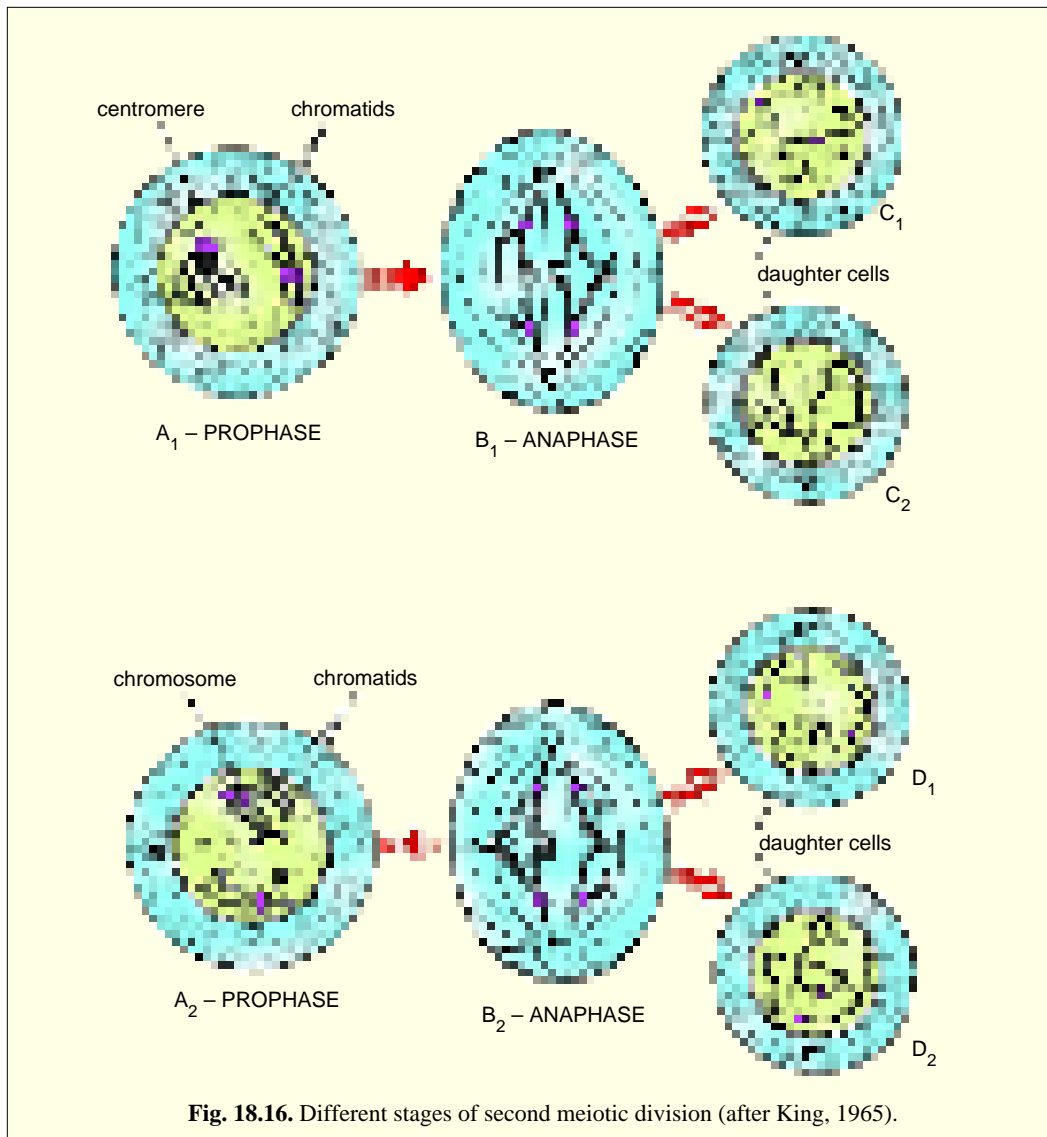 centromere chromatids
C1
daughter cells
A1 – PROPHASE B1 – ANAPHASE
C2
chromosome chromatids
D1
daughter cells
A2 – PROPHASE B2 – ANAPHASE
D2
Fig. 18.16. Different stages of second meiotic division (after King, 1965).